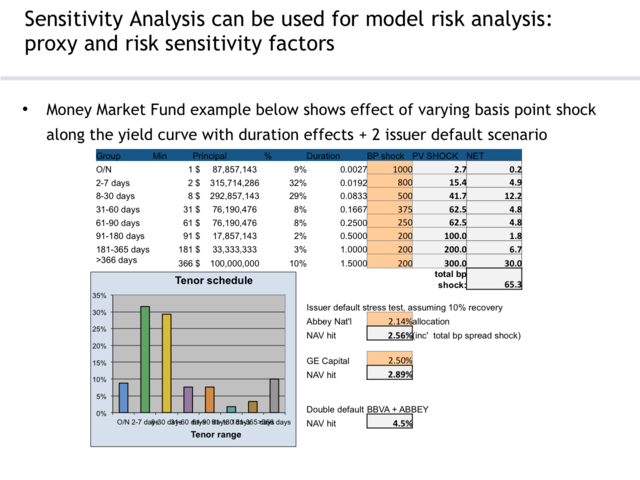 Sensitivity Analysis can be used for model risk analysis:
proxy and risk sensitivity factors
• Money Market Fund example below shows effect of varying basis point shock
along the yield curve with duration effects + 2 issuer default scenario
Group Min Principal % Duration BP shock PV SHOCK NET
O/N 1 $ 87,857,143 9% 0.0027 1000 2.7 0.2
2-7 days 2 $ 315,714,286 32% 0.0192 800 15.4 4.9
8-30 days 8 $ 292,857,143 29% 0.0833 500 41.7 12.2
31-60 days 31 $ 76,190,476 8% 0.1667 375 62.5 4.8
61-90 days 61 $ 76,190,476 8% 0.2500 250 62.5 4.8
91-180 days 91 $ 17,857,143 2% 0.5000 200 100.0 1.8
181-365 days 181 $ 33,333,333 3% 1.0000 200 200.0 6.7
>366 days 366 $ 100,000,000 10% 1.5000 200 300.0 30.0
total bp
shock: 65.3
Tenor schedule
35%
30%
25%
20%
15%
10%
5%
0%
O/N 2-7 days
Tenor range
Issuer default stress test, assuming 10% recovery
Abbey Nat'l 2.14% allocation
NAV hit 2.56% (inc' total bp spread shock)
GE Capital 2.50%
NAV hit 2.89%
Double default BBVA + ABBEY
NAV hit 4.5%